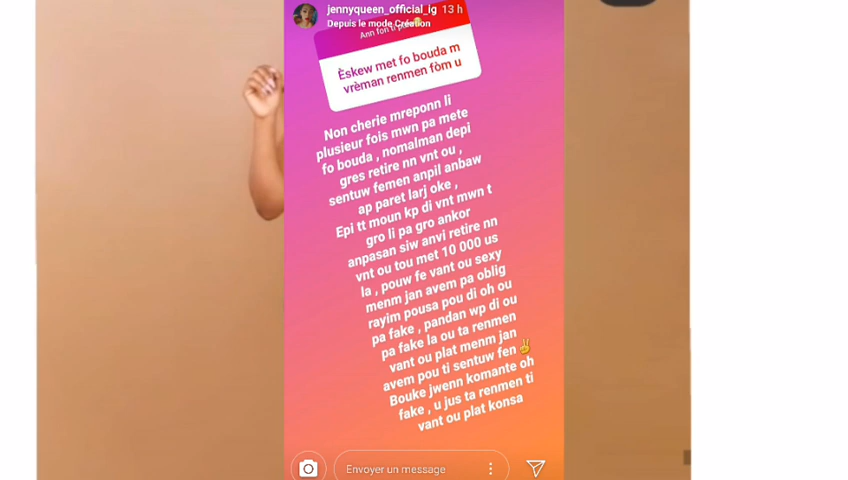 jennyqueen_official_ig 13 h
Depuis le mode Création
Ann fon ti
Èskew met fo bouda m
vrèman renmen fòm u
Non cherie mreponn li
plusieur fois mwn pa mete
fo bouda , nomalman depi
gres retire nn vnt ou ,
sentuw femen anpil anbaw
ap paret larj oke ,
Epi tt moun kp di vnt mwn t
gro li pa gro ankor
anpasan siw anvi retire nn
vnt ou tou met 10 000 us
la , pouw fe vant ou sexy
menm jan avem pa oblig
rayim pousa pou di oh ou
pa fake , pandan wp di ou
pa fake la ou ta renmen
vant ou plat menm jan
avem pou ti sentuw fen✌️
Bouke jwenn komante oh
fake , u jus ta renmen ti
vant ou plat konsa
Envoyer un message